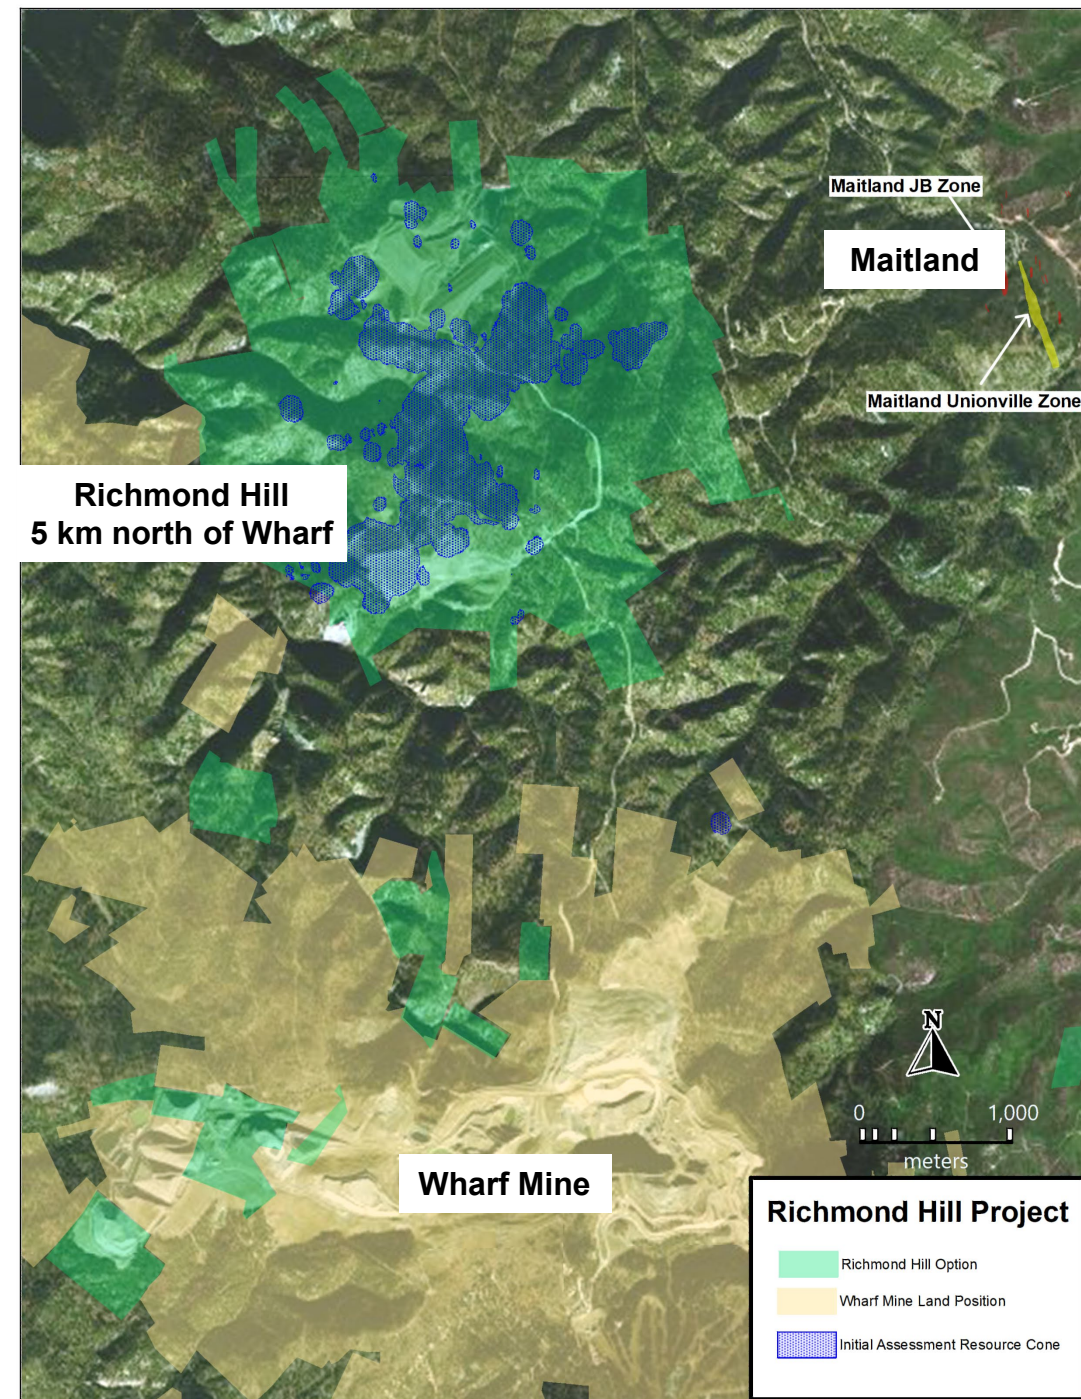 Maitland JB Zone
Maitland
Maitland Unionville Zone
Richmond Hill
5 km north of Wharf
N
0 1,000
meters
Wharf Mine
Richmond Hill Project
Richmond Hill Option
Wharf Mine Land Position
Initial Assessment Resource Cone